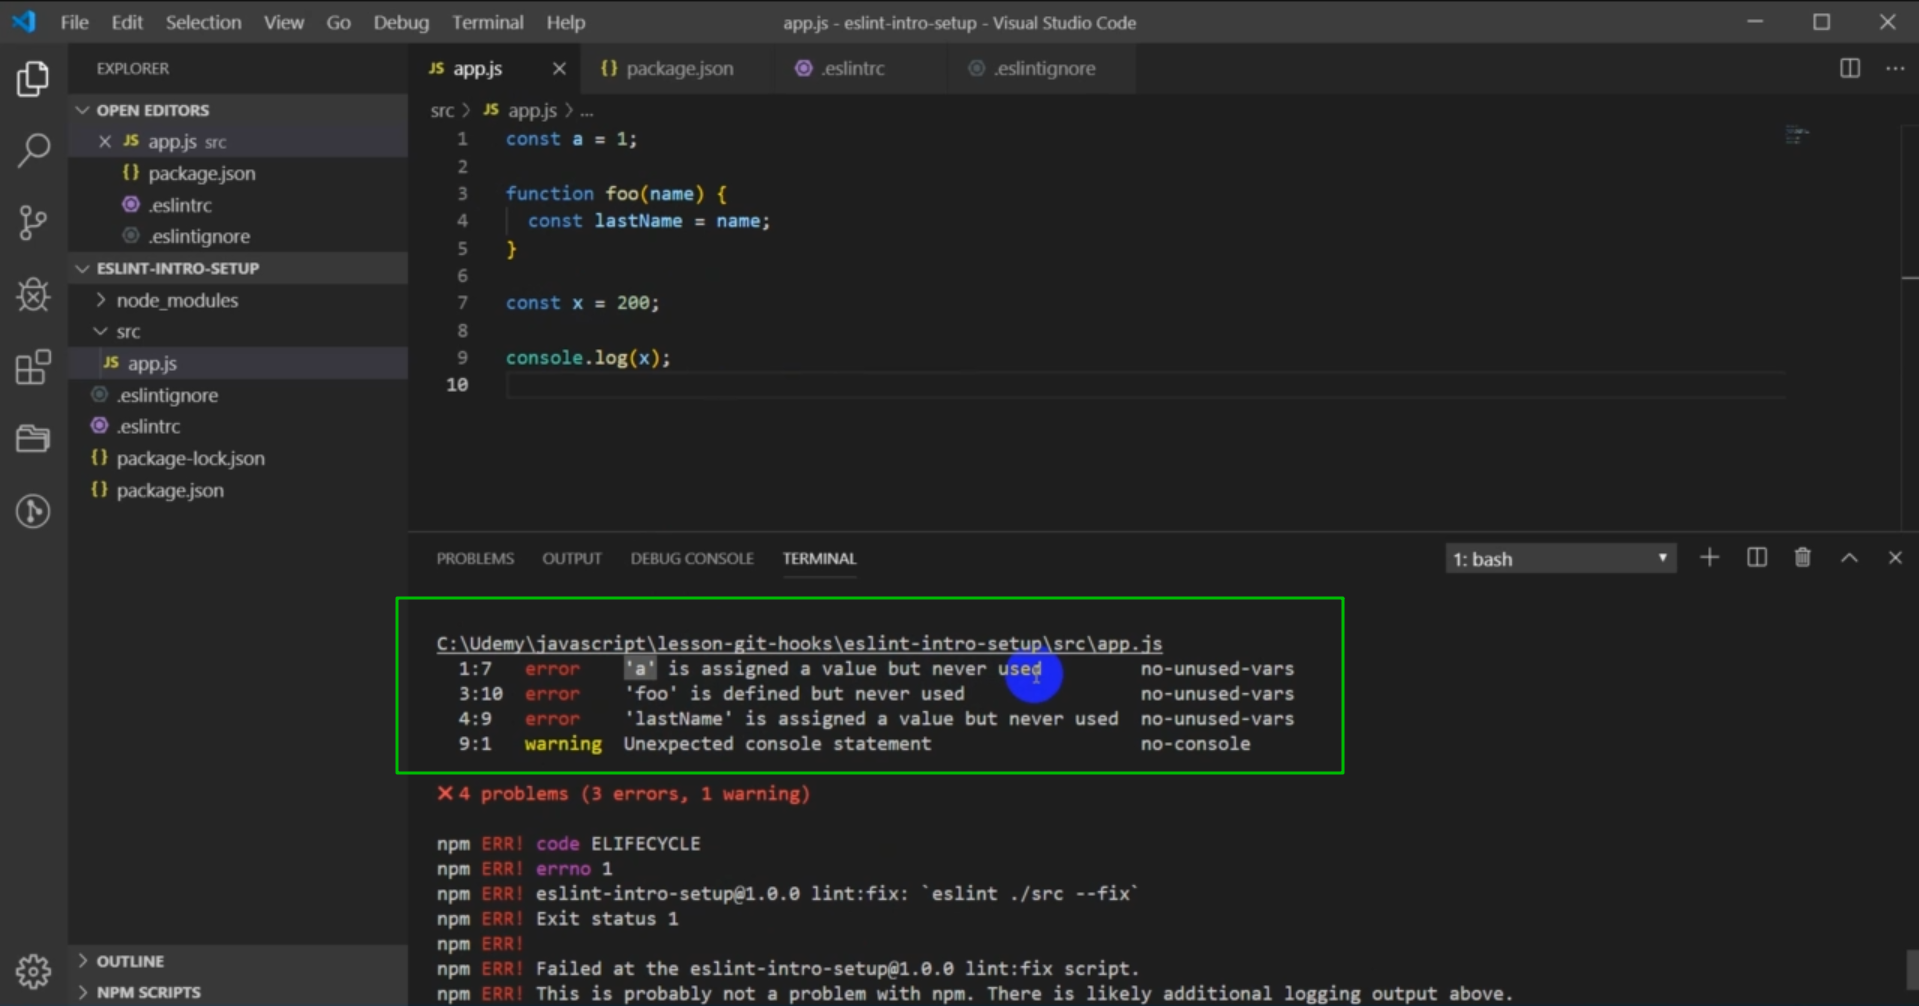 File Edit Selection View Go Debug Terminal Help
app.js - eslint-intro-setup - Visual Studio Code
EXPLORER
OPEN EDITORS
JS app.js src
{} package.json
.eslintrc
.eslintignore
ESLINT-INTRO-SETUP
node_modules
src
JS app.js
.eslintignore
.eslintrc
{} package-lock.json
{} package.json
OUTLINE
NPM SCRIPTS
JS app.js {} package.json .eslintrc .eslintignore
src > JS app.js > ...
1 const a = 1;
2
3 function foo(name) {
4 const lastName = name;
5 }
6
7 const x = 200;
8
9 console.log(x);
10
PROBLEMS OUTPUT DEBUG CONSOLE TERMINAL 1: bash
C:\Udemy\javascript\lesson-git-hooks\eslint-intro-setup\src\app.js
1:7 error 'a' is assigned a value but never used no-unused-vars
3:10 error 'foo' is defined but never used no-unused-vars
4:9 error 'lastName' is assigned a value but never used no-unused-vars
9:1 warning Unexpected console statement no-console
✕ 4 problems (3 errors, 1 warning)
npm ERR! code ELIFECYCLE
npm ERR! errno 1
npm ERR! eslint-intro-setup@1.0.0 lint:fix: `eslint ./src --fix`
npm ERR! Exit status 1
npm ERR!
npm ERR! Failed at the eslint-intro-setup@1.0.0 lint:fix script.
npm ERR! This is probably not a problem with npm. There is likely additional logging output above.